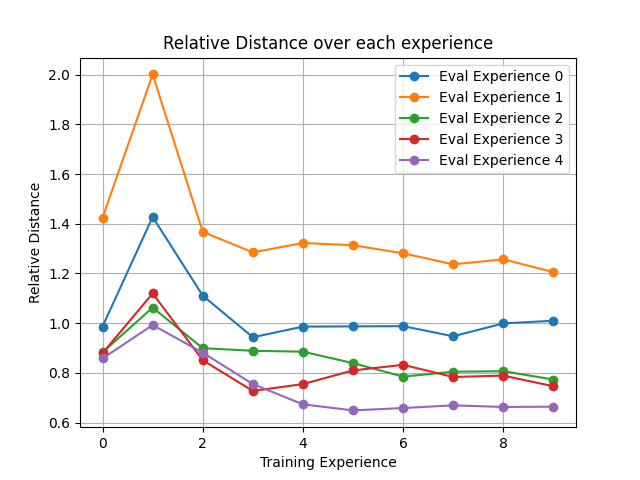 Relative Distance over each experience
Eval Experience 0
Eval Experience 1
Eval Experience 2
Eval Experience 3
Eval Experience 4
Relative Distance
2.0
1.8
1.6
1.4
1.2
1.0
0.8
0.6
0 2 4 6 8
Training Experience